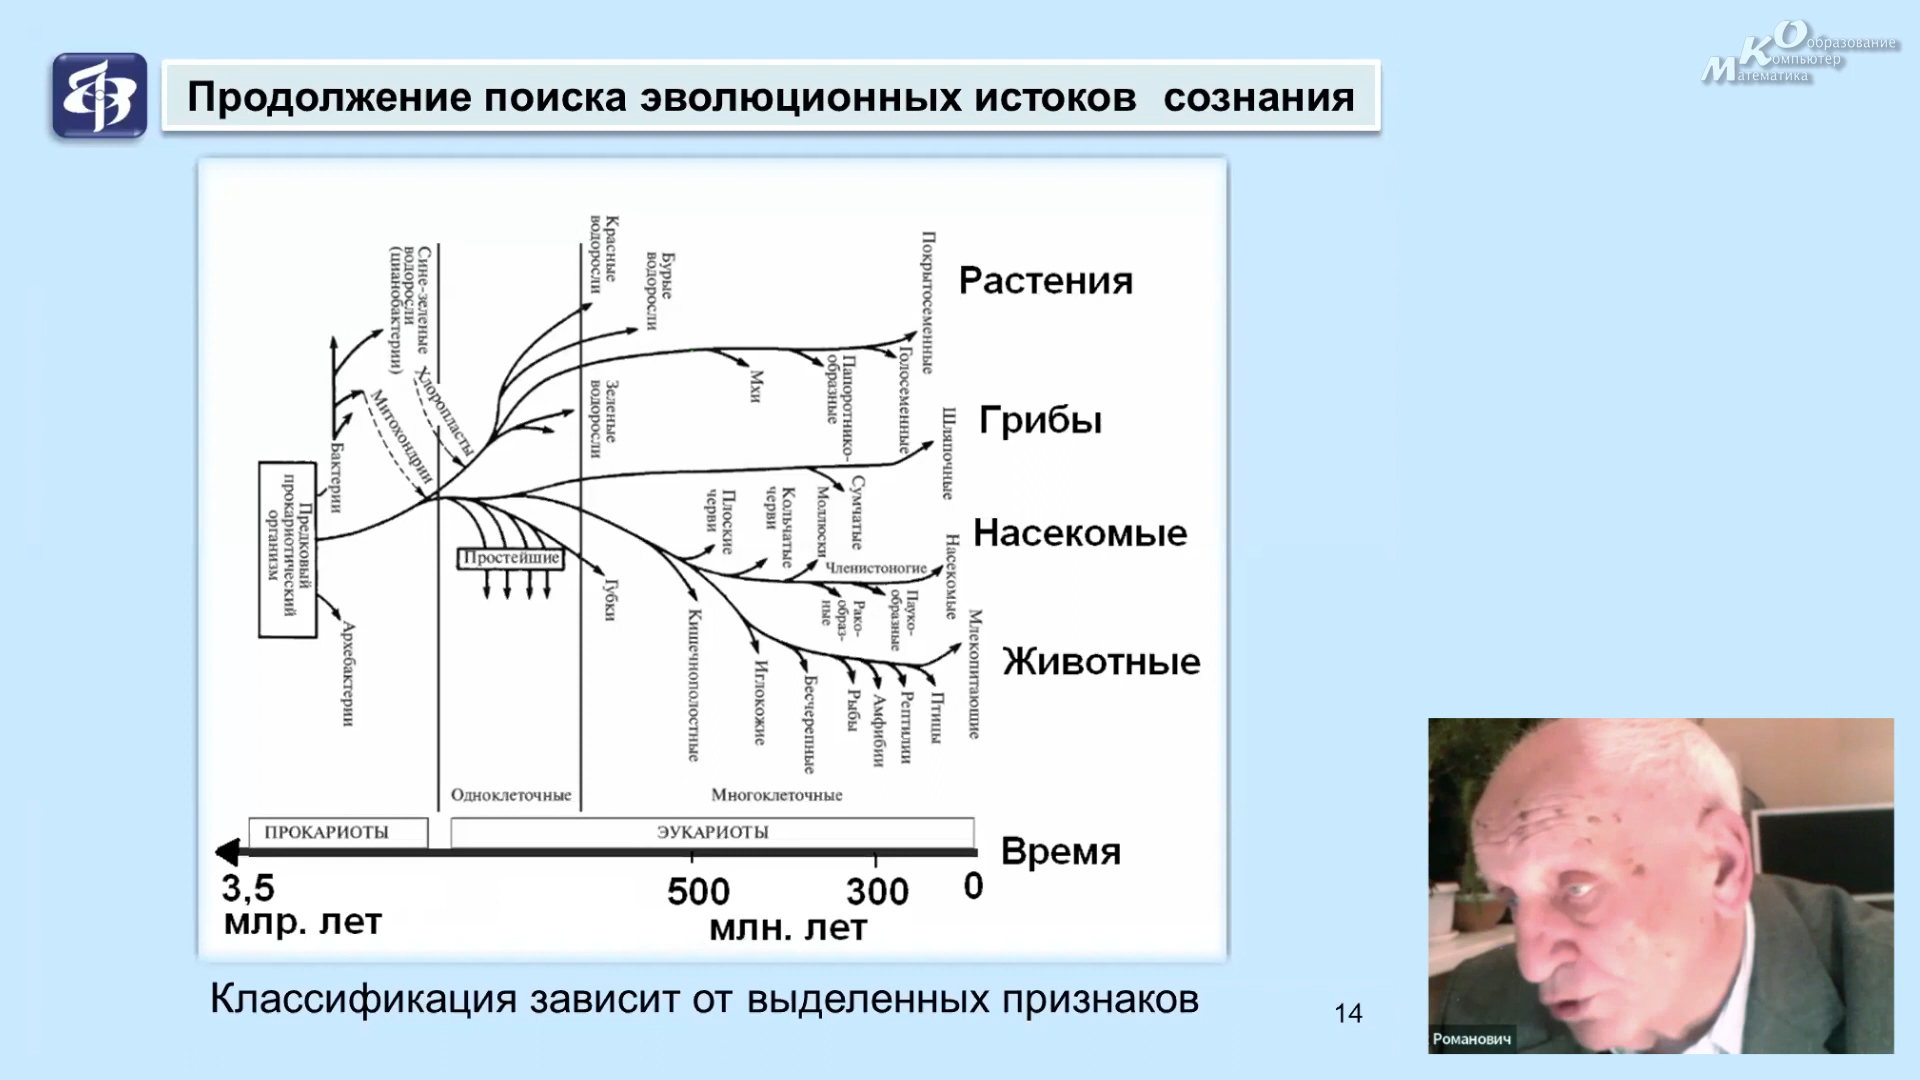 Образование
Компьютер
Математика
Продолжение поиска эволюционных истоков сознания
Красные
водоросли
Бурые
водоросли
Покрытосеменные
Растения
Сине-зеленые
водоросли
(цианобактерии)
Хлоропласты
Митохондрии
Зеленые
водоросли
Мхи
Папоротнико-
образные
Голосеменные
Шляпочные
Грибы
Бактерии
Предковый
прокариотический
организм
Архебактерии
Простейшие
Губки
Плоские
черви
Кольчатые
черви
Моллюски
Сумчатые
Членистоногие
Насекомые
Насекомые
Рако-
образ-
ные
Пауко-
образные
Кишечнополостные
Иглокожие
Бесчерепные
Рыбы
Амфибии
Рептилии
Птицы
Млекопитающие
Животные
Одноклеточные
Многоклеточные
ПРОКАРИОТЫ
ЭУКАРИОТЫ
Время
3,5
млр. лет
500
300
0
млн. лет
Классификация зависит от выделенных признаков
14
Романович